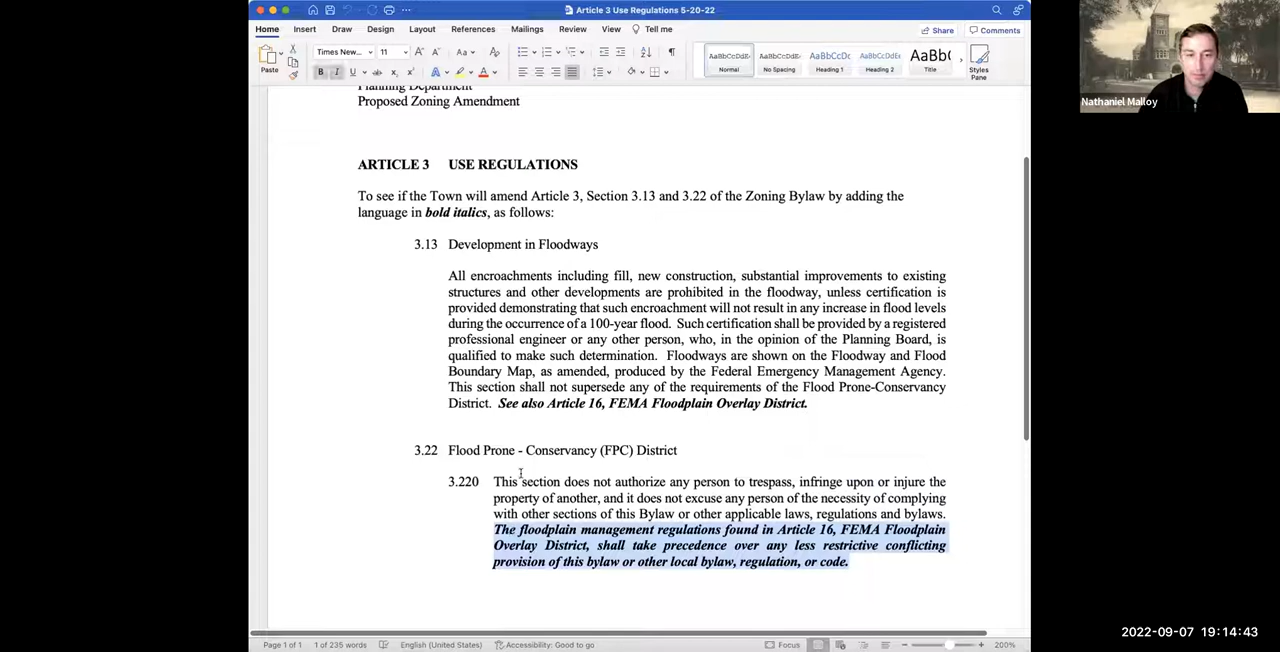 Article 3 Use Regulations 5-20-22
Home Insert Draw Design Layout References Mailings Review View Tell me
Share Comments
Paste
Times New... 11
AaBbCcDdE AaBbCcDdE AaBbCcDc AaBbCcDdE AaBb(
Normal No Spacing Heading 1 Heading 2 Title
Styles
Pane
Nathaniel Malloy
Planning Department
Proposed Zoning Amendment
ARTICLE 3 USE REGULATIONS
To see if the Town will amend Article 3, Section 3.13 and 3.22 of the Zoning Bylaw by adding the
language in bold italics, as follows:
3.13 Development in Floodways
All encroachments including fill, new construction, substantial improvements to existing
structures and other developments are prohibited in the floodway, unless certification is
provided demonstrating that such encroachment will not result in any increase in flood levels
during the occurrence of a 100-year flood. Such certification shall be provided by a registered
professional engineer or any other person, who, in the opinion of the Planning Board, is
qualified to make such determination. Floodways are shown on the Floodway and Flood
Boundary Map, as amended, produced by the Federal Emergency Management Agency.
This section shall not supersede any of the requirements of the Flood Prone-Conservancy
District. See also Article 16, FEMA Floodplain Overlay District.
3.22 Flood Prone - Conservancy (FPC) District
3.220 This section does not authorize any person to trespass, infringe upon or injure the
property of another, and it does not excuse any person of the necessity of complying
with other sections of this Bylaw or other applicable laws, regulations and bylaws.
The floodplain management regulations found in Article 16, FEMA Floodplain
Overlay District, shall take precedence over any less restrictive conflicting
provision of this bylaw or other local bylaw, regulation, or code.
2022-09-07 19:14:43
Page 1 of 1 1 of 235 words English (United States) Accessibility: Good to go Focus 200%